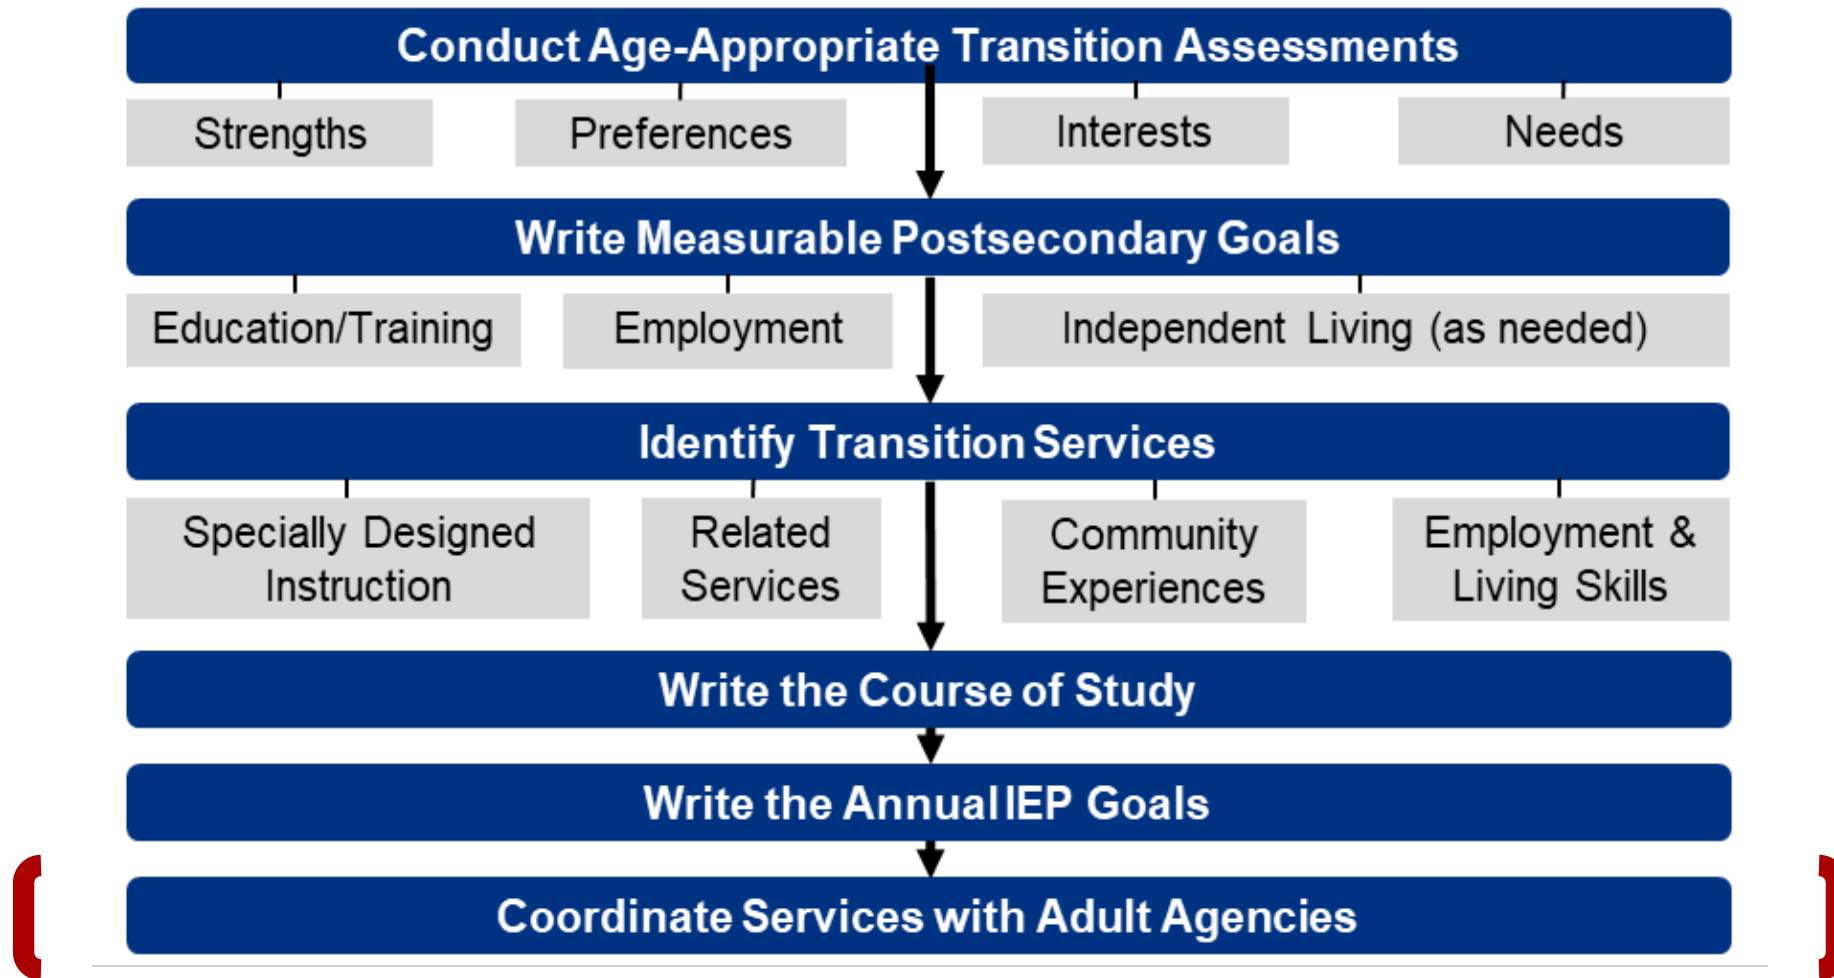 Conduct Age-Appropriate Transition Assessments
Strengths
Preferences
Interests
Needs
Write Measurable Postsecondary Goals
Education/Training
Employment
Independent Living (as needed)
Identify Transition Services
Specially Designed
Instruction
Related
Services
Community
Experiences
Employment &
Living Skills
Write the Course of Study
Write the Annual IEP Goals
Coordinate Services with Adult Agencies